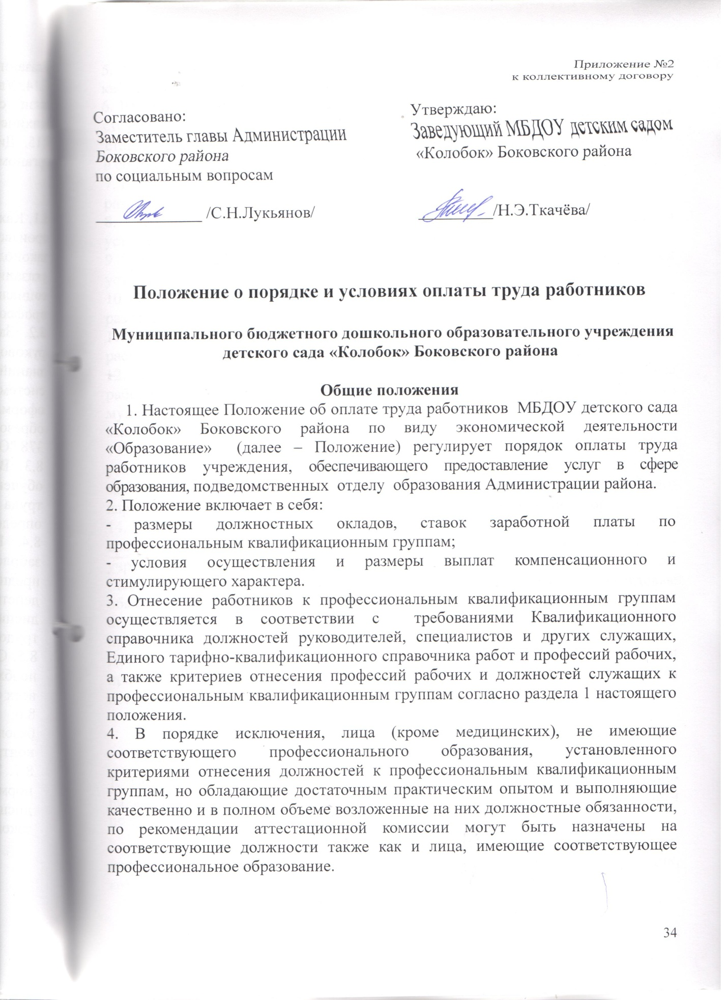 Приложение №2
к коллективному договору
Согласовано:
Заместитель главы Администрации
Боковского района
по социальным вопросам
/С.Н.Лукьянов/
Утверждаю:
Заведующий МБДОУ детским садом
«Колобок» Боковского района
/Н.Э.Ткачёва/
Положение о порядке и условиях оплаты труда работников
Муниципального бюджетного дошкольного образовательного учреждения
детского сада «Колобок» Боковского района
Общие положения
1. Настоящее Положение об оплате труда работников МБДОУ детского сада
«Колобок» Боковского района по виду экономической деятельности
«Образование» (далее – Положение) регулирует порядок оплаты труда
работников учреждения, обеспечивающего предоставление услуг в сфере
образования, подведомственных отделу образования Администрации района.
2. Положение включает в себя:
- размеры должностных окладов, ставок заработной платы по
профессиональным квалификационным группам;
- условия осуществления и размеры выплат компенсационного и
стимулирующего характера.
3. Отнесение работников к профессиональным квалификационным группам
осуществляется в соответствии с требованиями Квалификационного
справочника должностей руководителей, специалистов и других служащих,
Единого тарифно-квалификационного справочника работ и профессий рабочих,
а также критериев отнесения профессий рабочих и должностей служащих к
профессиональным квалификационным группам согласно раздела 1 настоящего
положения.
4. В порядке исключения, лица (кроме медицинских), не имеющие
соответствующего профессионального образования, установленного
критериями отнесения должностей к профессиональным квалификационным
группам, но обладающие достаточным практическим опытом и выполняющие
качественно и в полном объеме возложенные на них должностные обязанности,
по рекомендации аттестационной комиссии могут быть назначены на
соответствующие должности также как и лица, имеющие соответствующее
профессиональное образование.
34